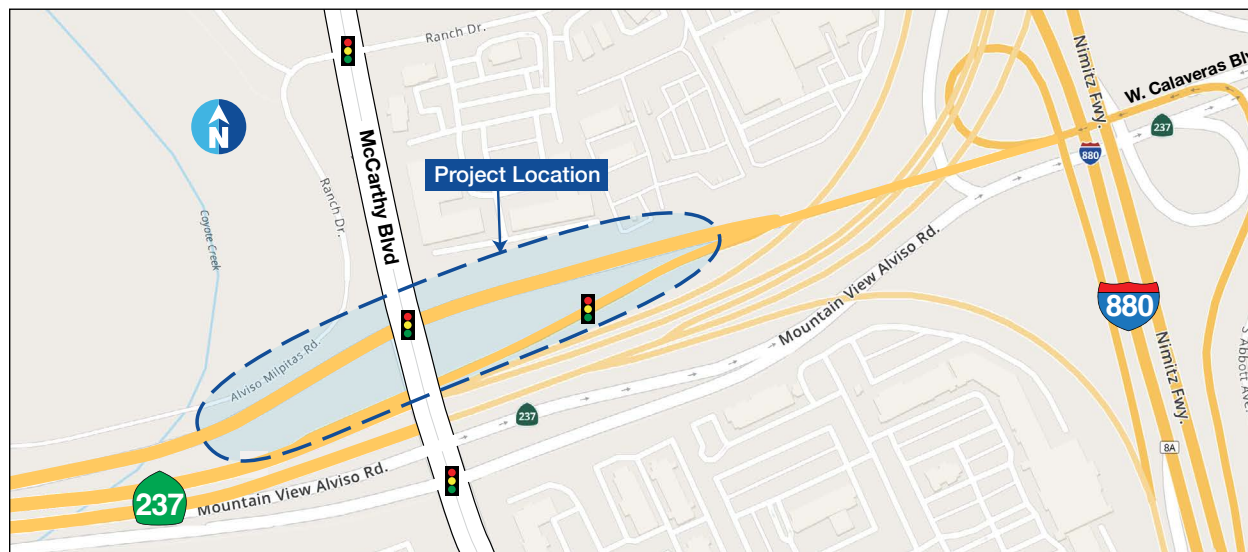 Ranch Dr.
Nimitz Fwy.
W. Calaveras Blv
237
880
N
McCarthy Blvd
Project Location
Ranch Dr.
Coyote Creek
Mountain View Alviso Rd.
880
Alviso Milpitas Rd.
Nimitz Fwy.
S Abbott Ave
237
8A
237
Mountain View Alviso Rd.